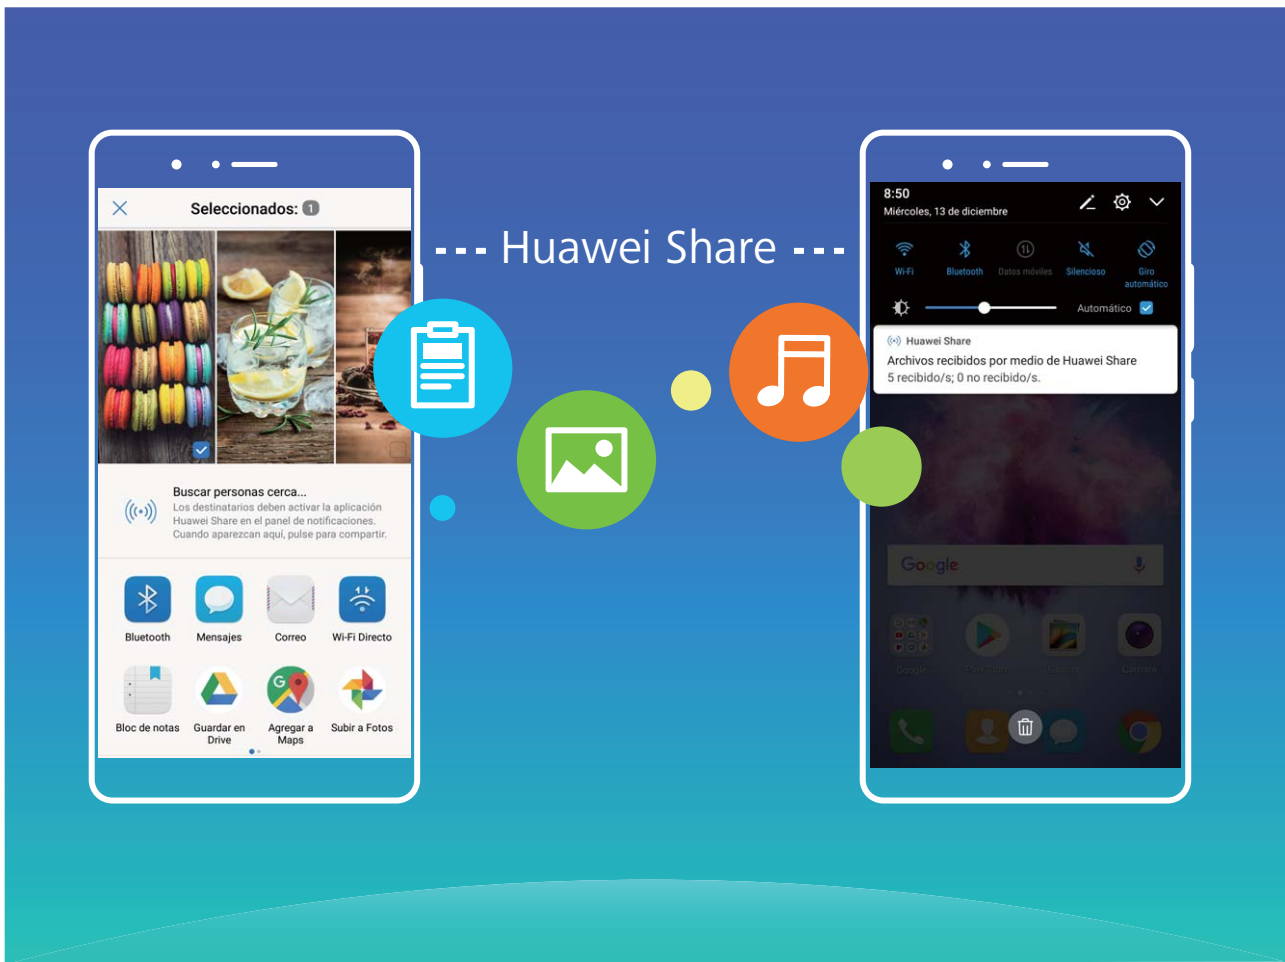 Huawei Share
Seleccionados: 1
Buscar personas cerca...
Los destinatarios deben activar la aplicación
Huawei Share en el panel de notificaciones.
Cuando aparezcan aquí, pulse para compartir.
Bluetooth
Mensajes
Correo
Wi-Fi Directo
Bloc de notas
Guardar en
Drive
Agregar a
Maps
Subir a Fotos
8:50
Miércoles, 13 de diciembre
Wi-Fi
Bluetooth
Datos móviles
Silencioso
Giro
automático
Automático
Huawei Share
Archivos recibidos por medio de Huawei Share
5 recibido/s; 0 no recibido/s.
Google
Google
Play Store